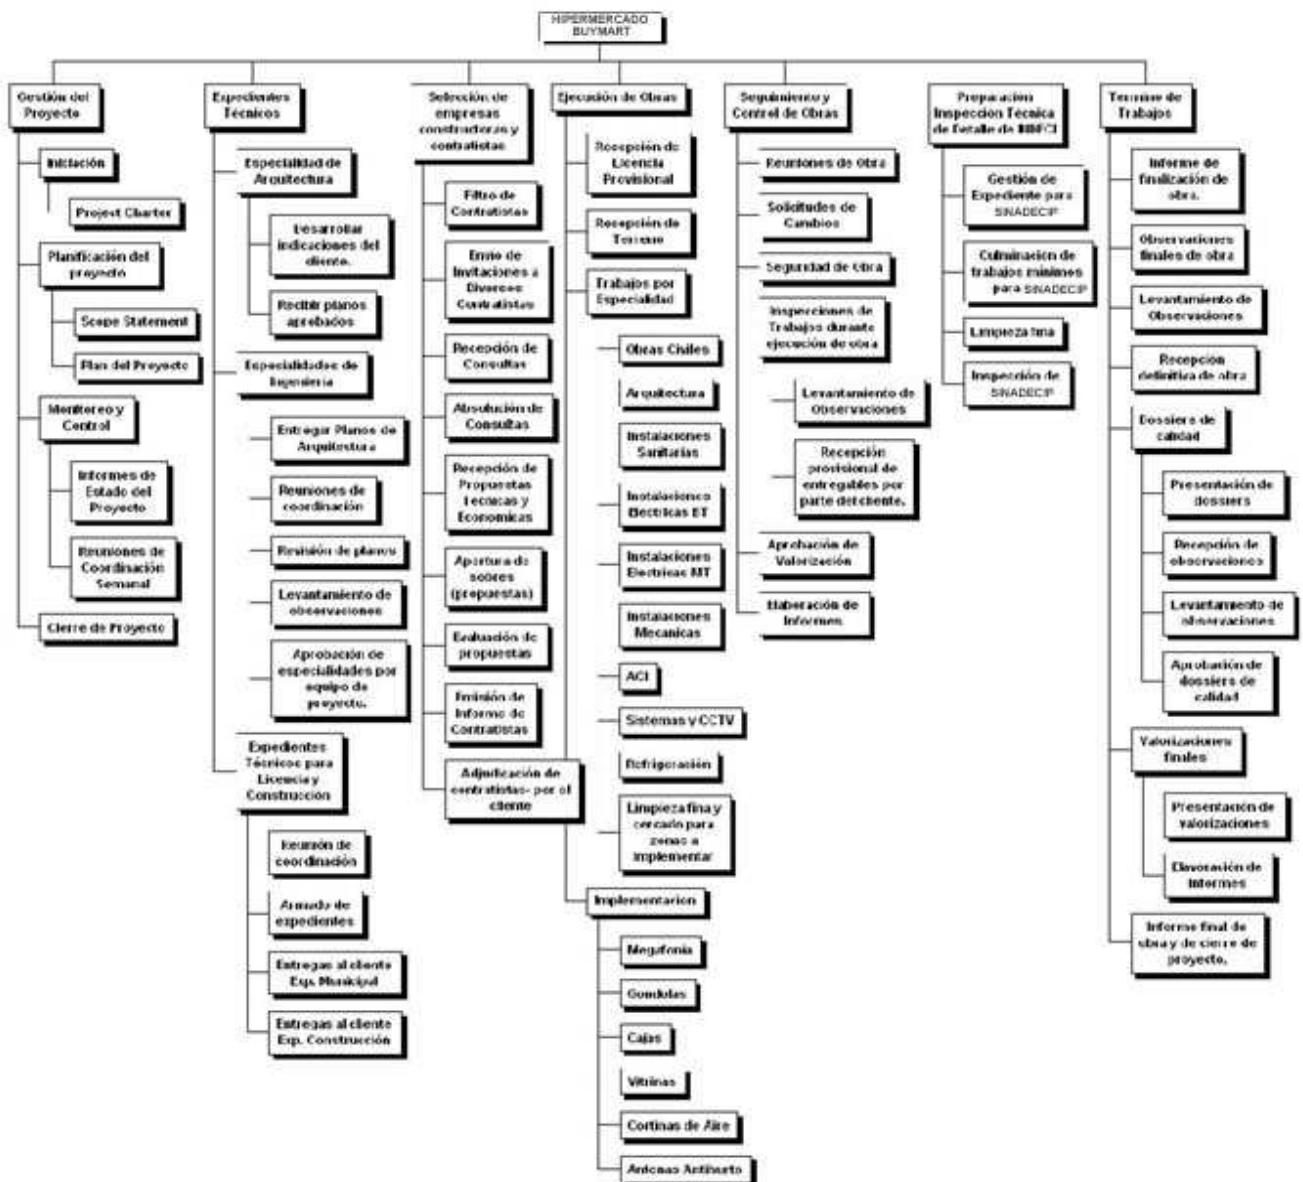 HIPERMERCADO
BUYMART
Gestión del
Proyecto
Iniciación
Project Charter
Planificación del
proyecto
Scope Statement
Plan del Proyecto
Monitoreo y
Control
Informes de
Estado del
Proyecto
Reuniones de
Coordinación
Semanal
Cierre de Proyecto
Expedientes
Técnicos
Especialidad de
Arquitectura
Desarrollar
indicaciones del
cliente.
Recibir planos
aprobados
Especialidades de
Ingenieria
Entregar Planos de
Arquitectura
Reuniones de
coordinación
Revisión de planos
Levantamiento de
observaciones
Aprobación de
especialidades por
equipo de
proyecto.
Expedientes
Técnicos para
Licencia y
Construcción
Reunión de
coordinación
Armado de
expedientes
Entregas al cliente
Exp. Municipal
Entregas al cliente
Exp. Construcción
Selección de
empresas
constructoras y
contratistas
Filtro de
Contratistas
Envio de
Invitaciones a
Diversos
Contratistas
Recepción de
Consultas
Absolución de
Consultas
Recepción de
Propuestas
Técnicas y
Economicas
Apertura de
sobres
(propuestas)
Evaluación de
propuestas
Emisión de
Informe de
Contratistas
Adjudicación de
contratistas- por el
cliente
Ejecución de Obras
Recepción de
Licencia
Provisional
Recepción de
Terreno
Trabajos por
Especialidad
Obras Civiles
Arquitectura
Instalaciones
Sanitarias
Instalaciones
Electricas BT
Instalaciones
Electricas MT
Instalaciones
Mecanicas
ACI
Sistemas y CCTV
Refrigeración
Limpieza fina y
cercado para
zonas a
implementar
Implementacion
Megafonia
Gondolas
Cajas
Vitrinas
Cortinas de Aire
Antenas Antihurto
Seguimiento y
Control de Obras
Reuniones de Obra
Solicitudes de
Cambios
Seguridad de Obra
Inspecciones de
Trabajos durante
ejecución de obra
Levantamiento de
Observaciones
Recepción
provisional de
entregables por
parte del cliente.
Aprobación de
Valorización
Elaboración de
Informes
Preparación
Inspeccion Técnica
de Detalle de
Gestión de
Expediente para
SINADECIP
Culminación de
trabajos mínimos
para SINADECIP
Limpieza fina
Inspección de
SINADECIP
Termino de
Trabajos
Informe de
finalización de
obra.
Observaciones
finales de obra
Levantamiento de
Observaciones
Recepción
definitiva de obra
Dossiers de
calidad
Presentación de
dossiers
Recepción de
observaciones
Levantamiento de
observaciones
Aprobación de
dossiers de
calidad
Valorizaciones
finales
Presentación de
valorizaciones
Elavoración de
Informes
Informe final de
obra y de cierre de
proyecto.